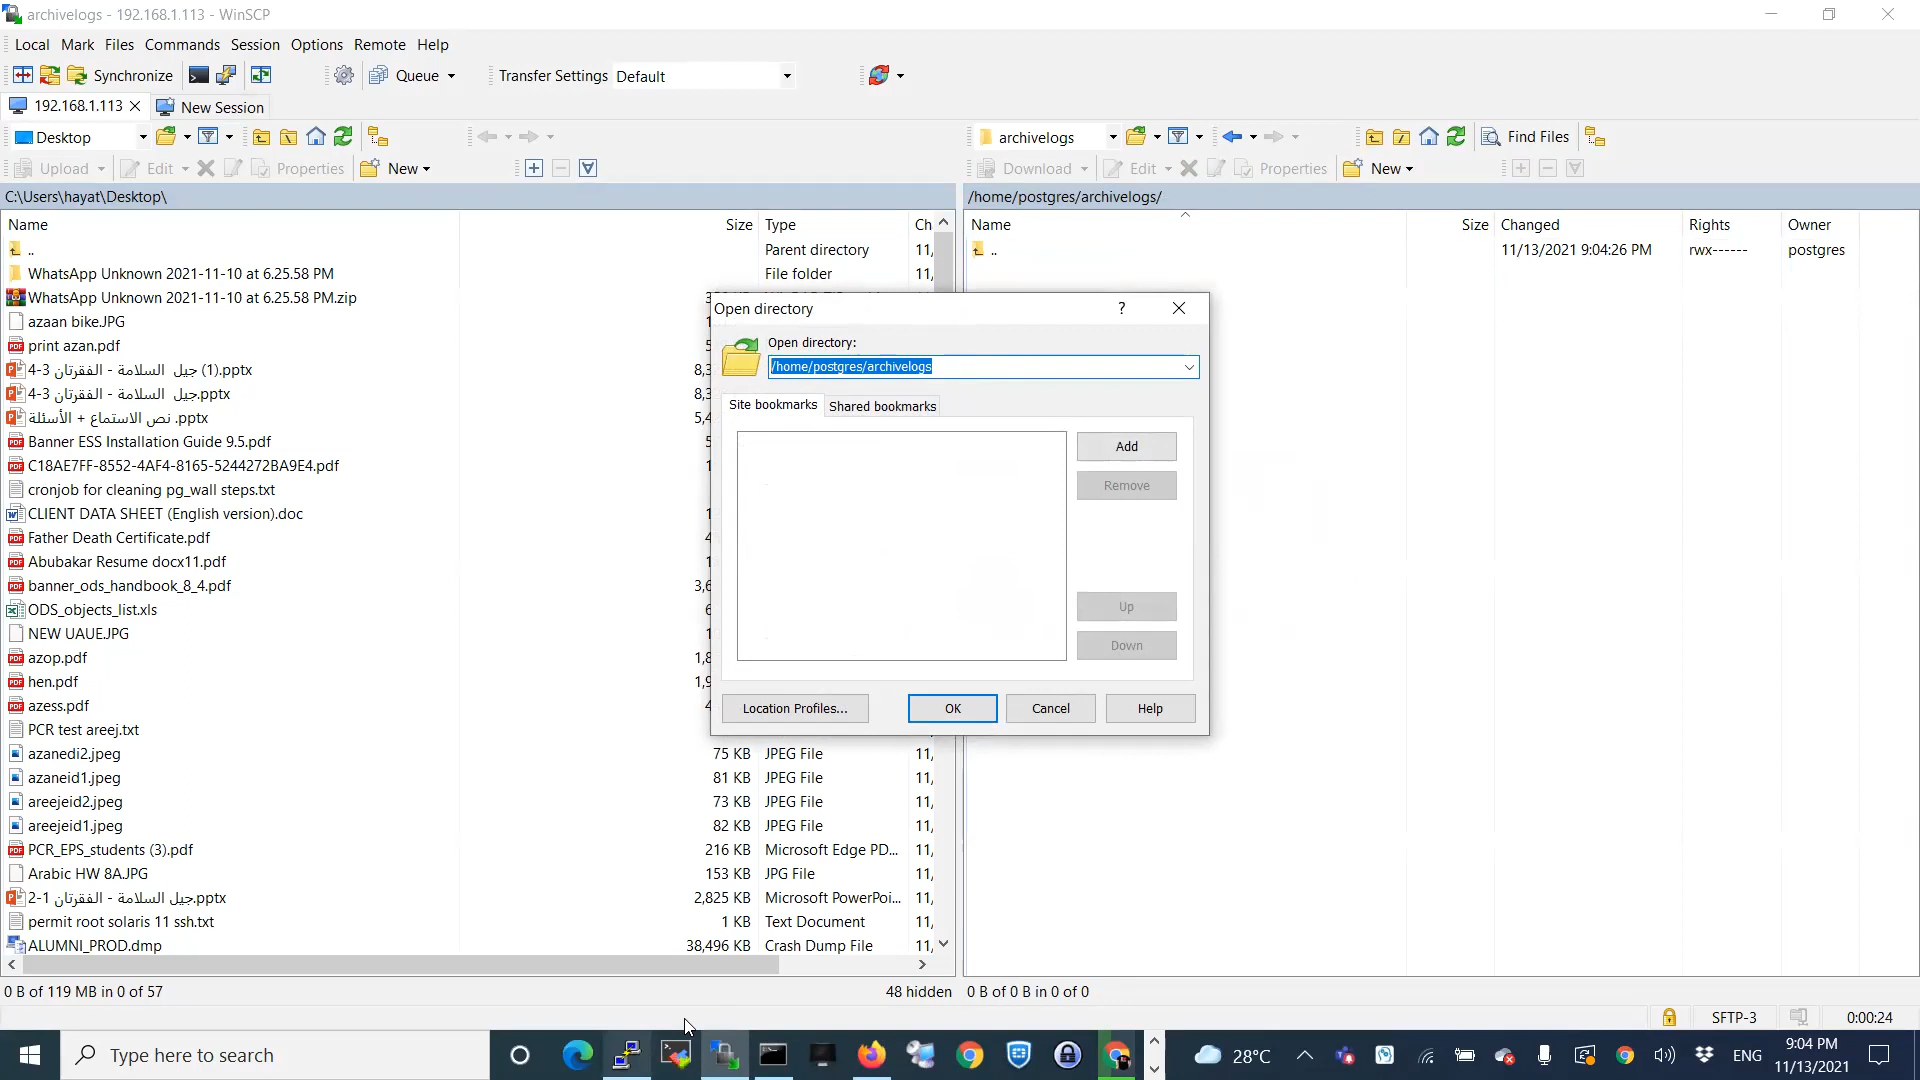 archivelogs - 192.168.1.113 - WinSCP
Local Mark Files Commands Session Options Remote Help
Synchronize Queue Transfer Settings Default
192.168.1.113 New Session
Desktop archivelogs Find Files
Upload Edit Properties New Download Edit Properties New
C:\Users\hayat\Desktop\ /home/postgres/archivelogs/
Name Size Type Ch Name Size Changed Rights Owner
.. Parent directory 11, .. 11/13/2021 9:04:26 PM rwx------ postgres
WhatsApp Unknown 2021-11-10 at 6.25.58 PM File folder 11,
WhatsApp Unknown 2021-11-10 at 6.25.58 PM.zip
azaan bike.JPG
print azan.pdf
جيل السلامة - الفقرتان 3-4 (1).pptx 8,3
جيل السلامة - الفقرتان 3-4.pptx 8,3
نص الاستماع + الأسئلة .pptx 5,4
Banner ESS Installation Guide 9.5.pdf
C18AE7FF-8552-4AF4-8165-5244272BA9E4.pdf
cronjob for cleaning pg_wall steps.txt
CLIENT DATA SHEET (English version).doc
Father Death Certificate.pdf
Abubakar Resume docx11.pdf
banner_ods_handbook_8_4.pdf 3,6
ODS_objects_list.xls
NEW UAUE.JPG
azop.pdf 1,8
hen.pdf 1,9
azess.pdf
PCR test areej.txt
azanedi2.jpeg 75 KB JPEG File 11,
azaneid1.jpeg 81 KB JPEG File 11,
areejeid2.jpeg 73 KB JPEG File 11,
areejeid1.jpeg 82 KB JPEG File 11,
PCR_EPS_students (3).pdf 216 KB Microsoft Edge PD... 11,
Arabic HW 8A.JPG 153 KB JPG File 11,
جيل السلامة - الفقرتان 1-2.pptx 2,825 KB Microsoft PowerPoi... 11,
permit root solaris 11 ssh.txt 1 KB Text Document 11,
ALUMNI_PROD.dmp 38,496 KB Crash Dump File 11,
Open directory ?
Open directory:
/home/postgres/archivelogs
Site bookmarks Shared bookmarks
Add
Remove
Up
Down
Location Profiles... OK Cancel Help
0 B of 119 MB in 0 of 57 48 hidden 0 B of 0 B in 0 of 0
SFTP-3 0:00:24
Type here to search 28°C ENG 9:04 PM
11/13/2021